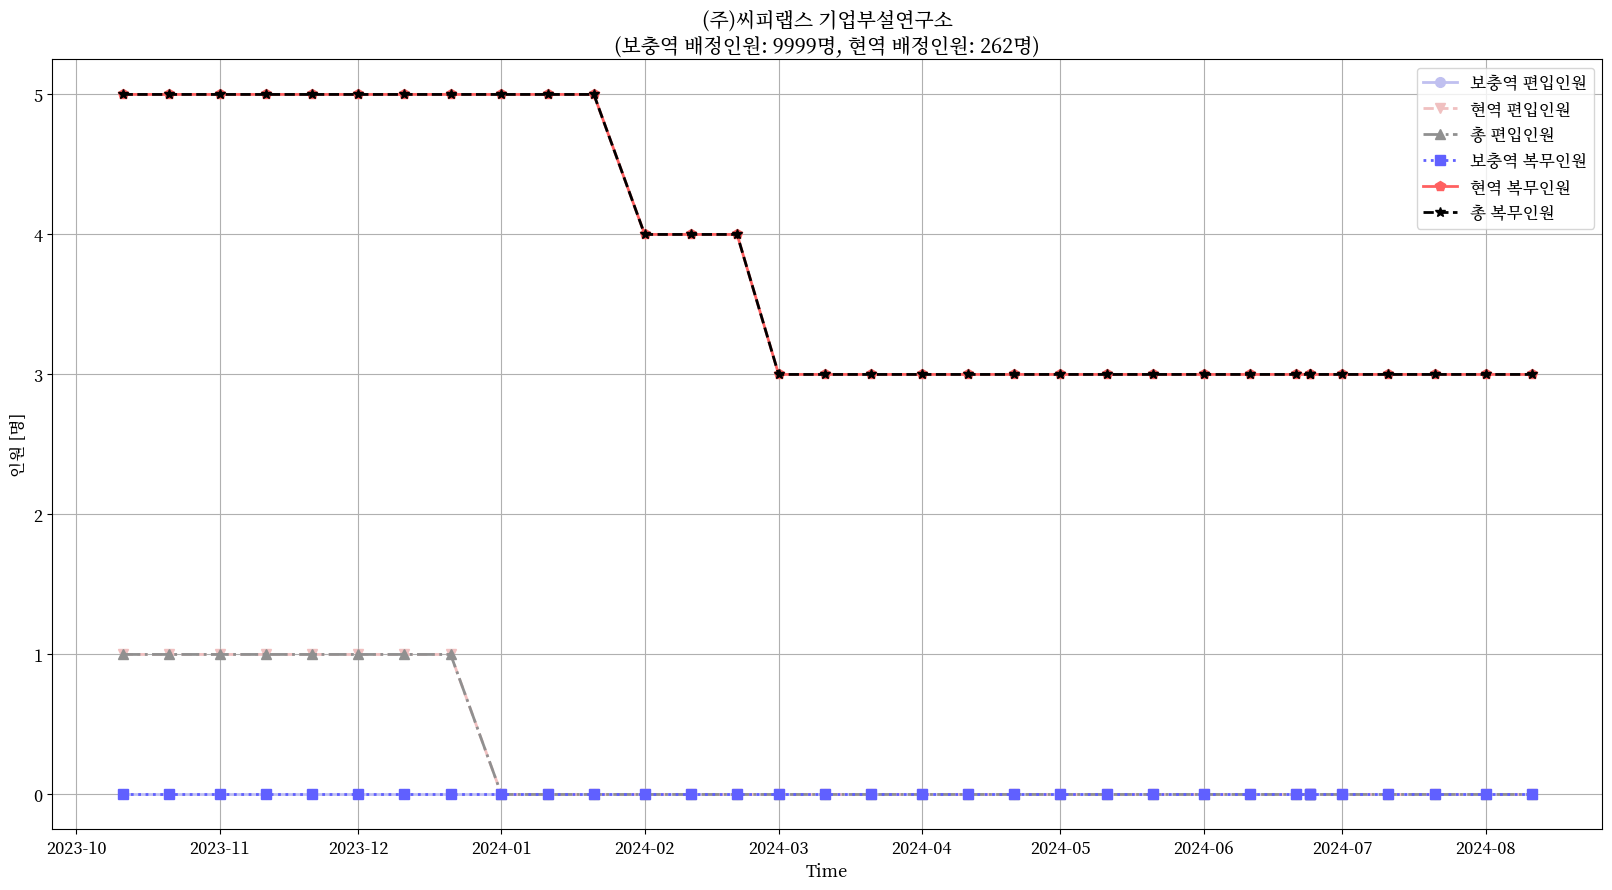 (주)씨피랩스 기업부설연구소
(보충역 배정인원: 9999명, 현역 배정인원: 262명)
보충역 편입인원
현역 편입인원
총 편입인원
보충역 복무인원
현역 복무인원
총 복무인원
5
4
3
2
1
0
인원 [명]
2023-10 2023-11 2023-12 2024-01 2024-02 2024-03 2024-04 2024-05 2024-06 2024-07 2024-08
Time